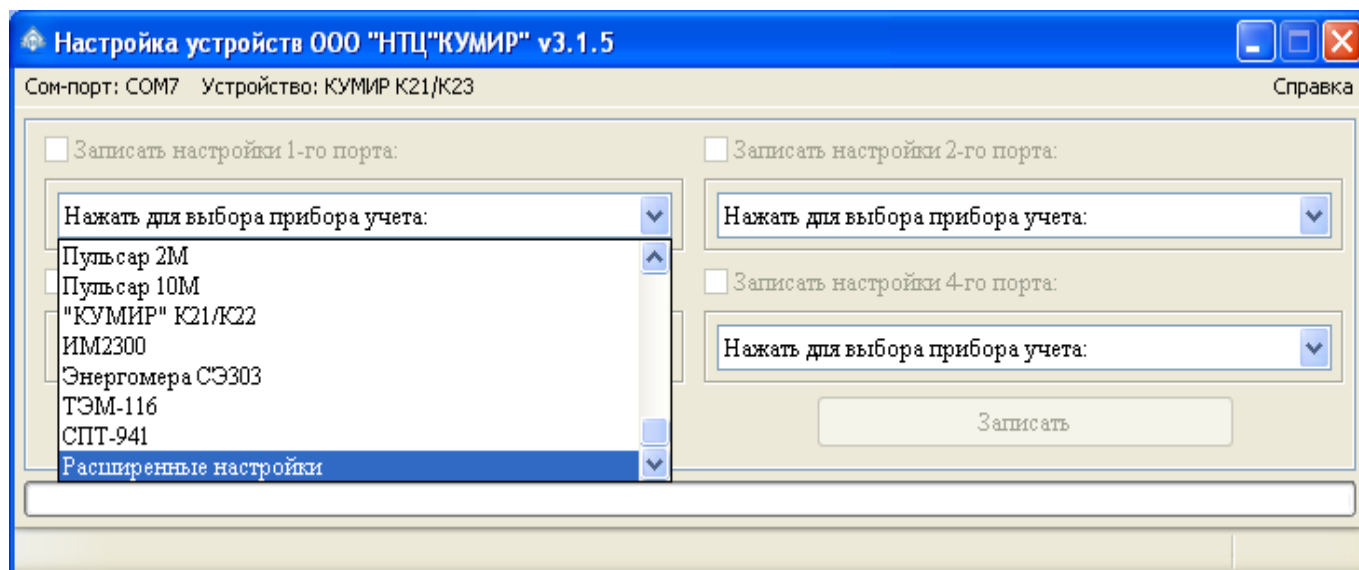 Настройка устройств ООО "НТЦ"КУМИР" v3.1.5
Com-порт: COM7 Устройство: КУМИР К21/К23 Справка
Записать настройки 1-го порта:
Записать настройки 2-го порта:
Нажать для выбора прибора учета:
Нажать для выбора прибора учета:
Пульсар 2М
Пульсар 10М
"КУМИР" К21/К22
ИМ2300
Энергомера СЭ303
ТЭМ-116
СПТ-941
Расширенные настройки
Записать настройки 4-го порта:
Нажать для выбора прибора учета:
Записать